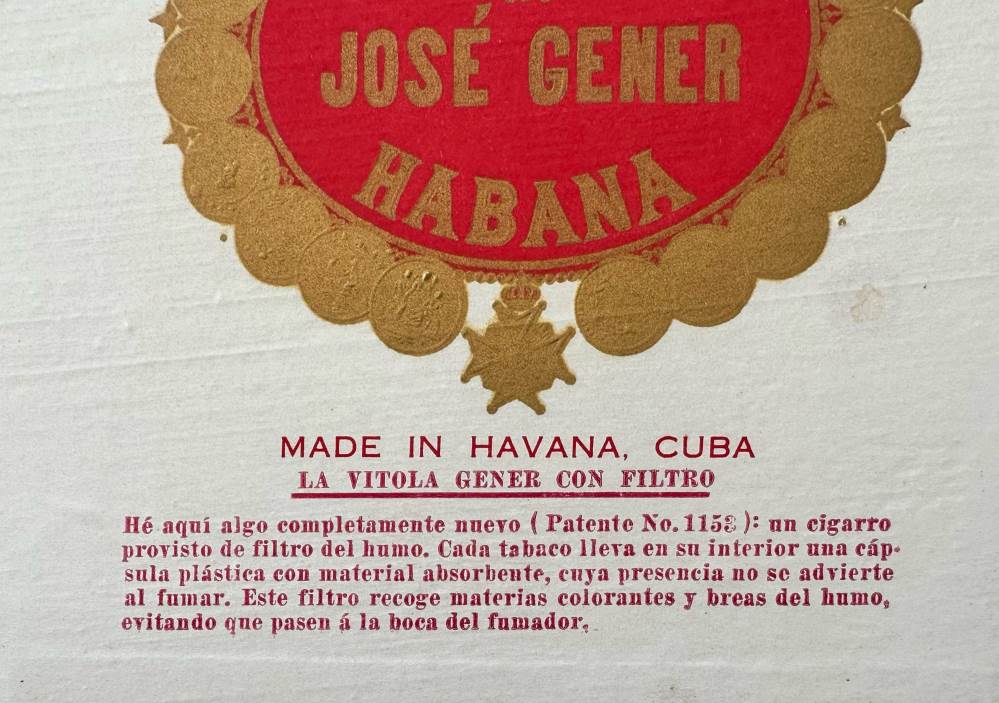 JOSÉ GENER
HABANA
MADE IN HAVANA, CUBA
LA VITOLA GENER CON FILTRO
Hé aquí algo completamente nuevo (Patente No. 1153): un cigarro
provisto de filtro del humo. Cada tabaco lleva en su interior una cáp-
sula plástica con material absorbente, cuya presencia no se advierte
al fumar. Este filtro recoge materias colorantes y breas del humo,
evitando que pasen á la boca del fumador.